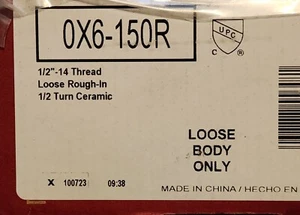 0X6-150R
UPC
C ®
1/2"-14 Thread
Loose Rough-In
1/2 Turn Ceramic
LOOSE
BODY
ONLY
X 100723 09:38
MADE IN CHINA / HECHO EN